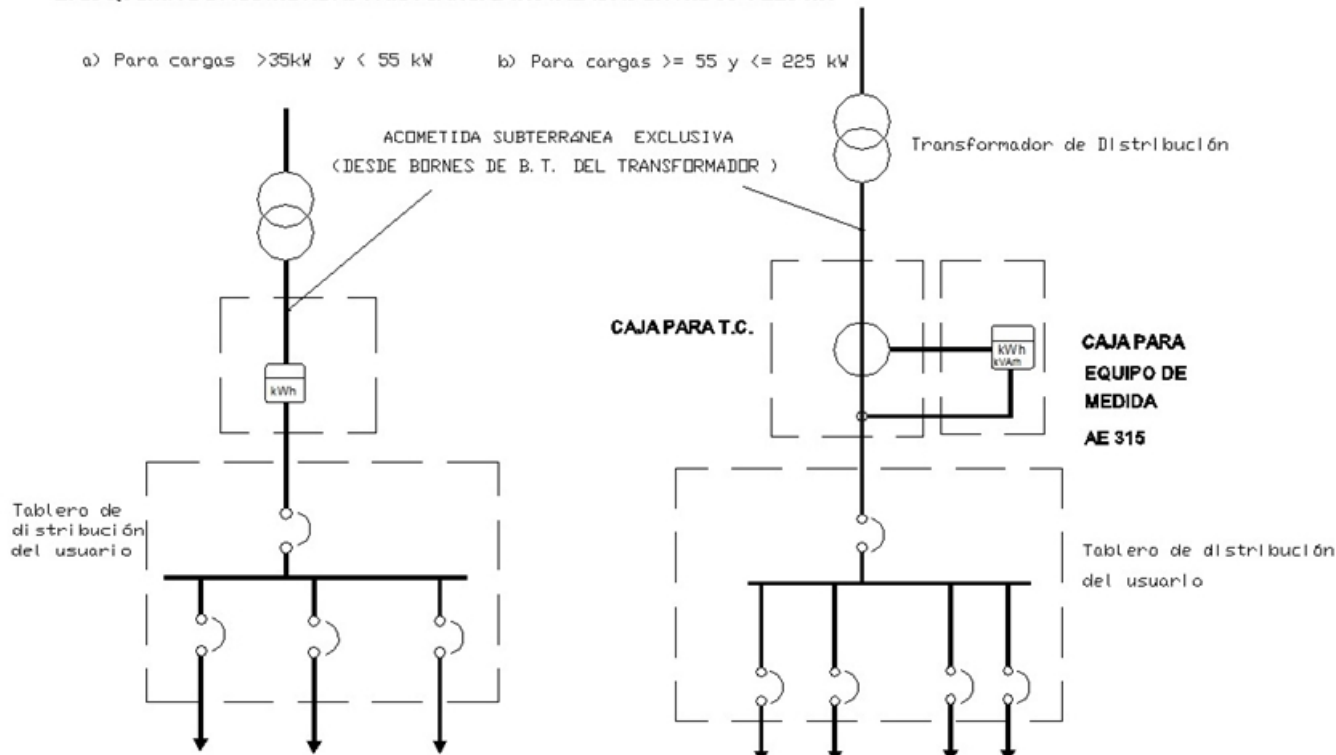 a) Para cargas >35kW y < 55 kW
b) Para cargas >= 55 y <= 225 kW
ACOMETIDA SUBTERRANEA EXCLUSIVA
(DESDE BORNES DE B. T. DEL TRANSFORMADOR )
Transformador de Distribución
CAJA PARA T.C.
kWh
kVAm
CAJA PARA
EQUIPO DE
MEDIDA
AE 315
kWh
Tablero de
distribución
del usuario
Tablero de distribución
del usuario